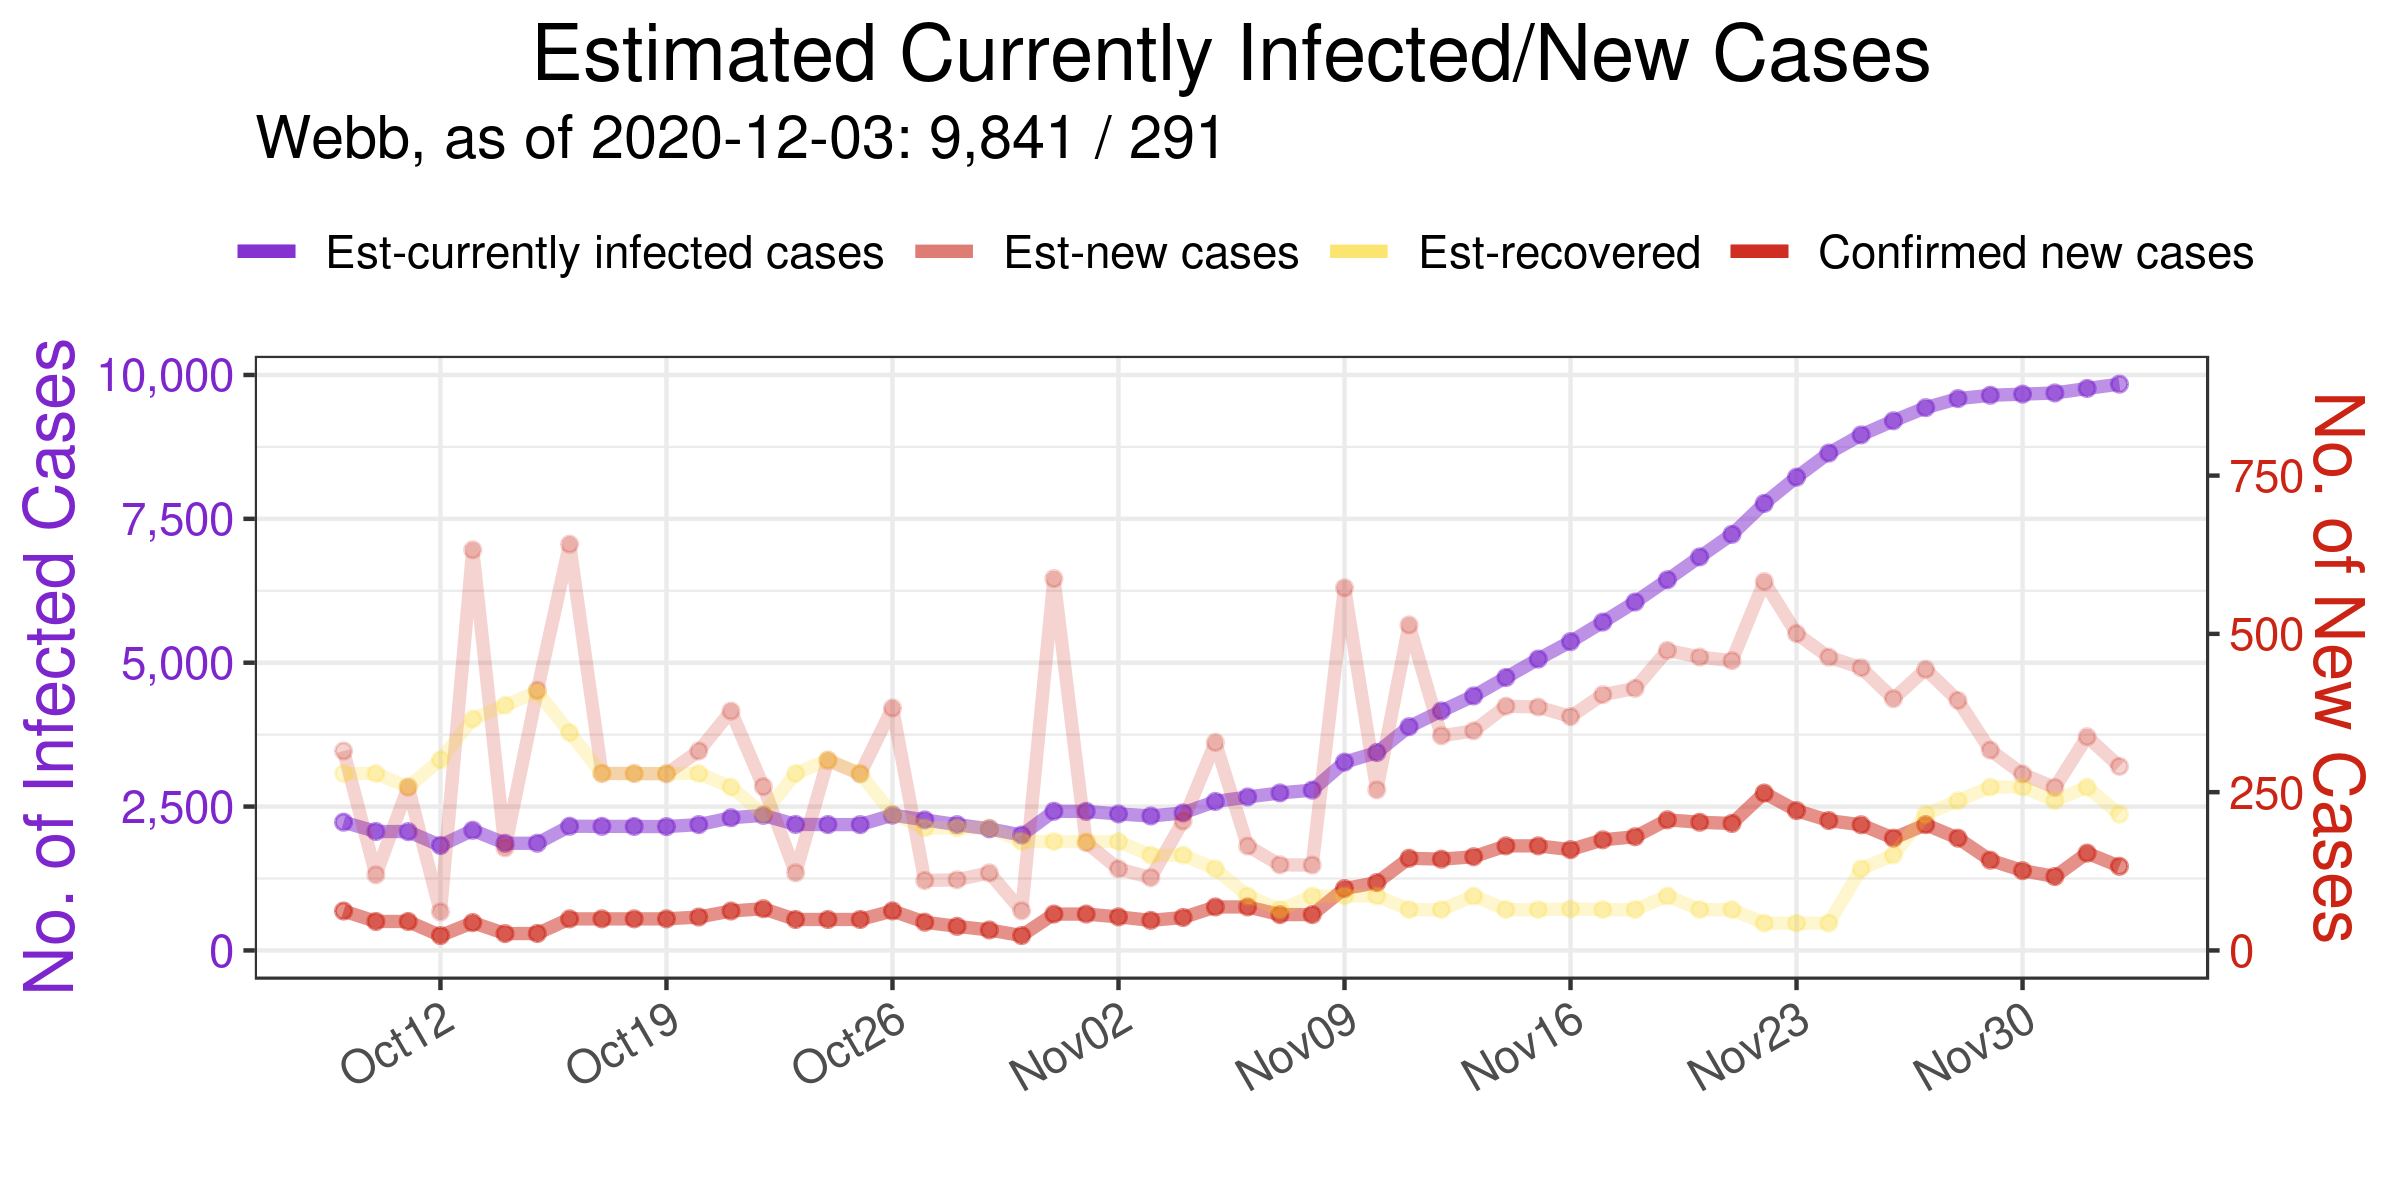 Estimated Currently Infected/New Cases
Webb, as of 2020-12-03: 9,841 / 291
Est-currently infected cases Est-new cases Est-recovered Confirmed new cases
No. of Infected Cases
10,000
7,500
5,000
2,500
0
750
500
250
0
No. of New Cases
Oct12 Oct19 Oct26 Nov02 Nov09 Nov16 Nov23 Nov30